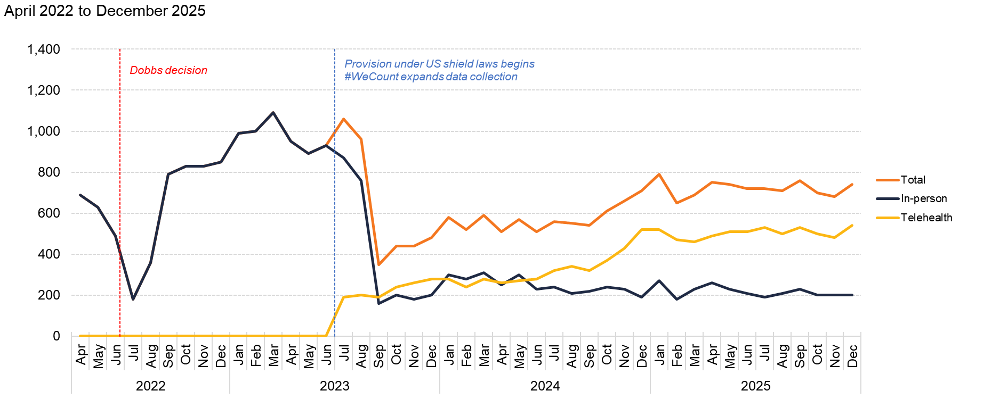 April 2022 to December 2025
1,400
1,200
1,000
800
600
400
200
0
Dobbs decision
Provision under US shield laws begins
#WeCount expands data collection
Total
In-person
Telehealth
Apr May Jun Jul Aug Sep Oct Nov Dec Jan Feb Mar Apr May Jun Jul Aug Sep Oct Nov Dec Jan Feb Mar Apr May Jun Jul Aug Sep Oct Nov Dec Jan Feb Mar Apr May Jun Jul Aug Sep Oct Nov Dec
2022 2023 2024 2025